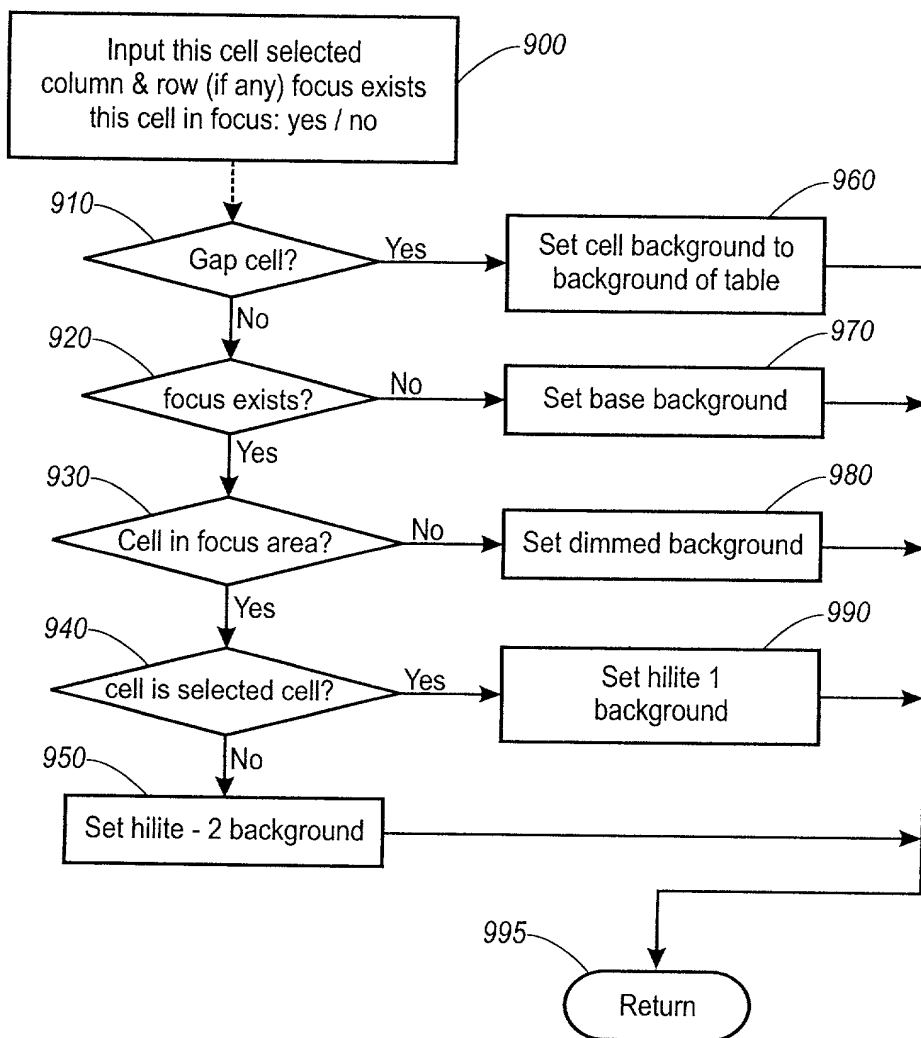 Input this cell selected
column & row (if any) focus exists
this cell in focus: yes / no
900
910
Gap cell?
Yes
960
Set cell background to
background of table
No
920
focus exists?
No
970
Set base background
Yes
930
Cell in focus area?
No
980
Set dimmed background
Yes
940
cell is selected cell?
Yes
990
Set hilite 1
background
No
950
Set hilite - 2 background
995
Return